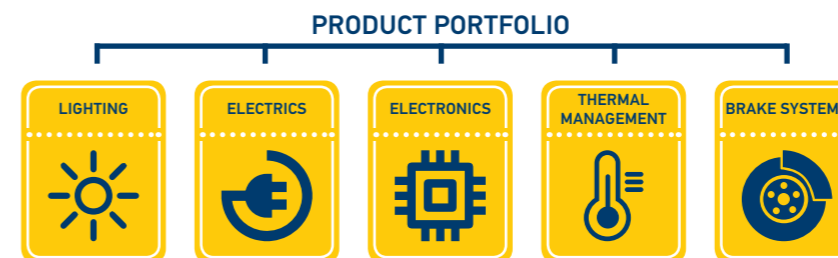 PRODUCT PORTFOLIO
LIGHTING
ELECTRICS
ELECTRONICS
THERMAL
MANAGEMENT
BRAKE SYSTEM